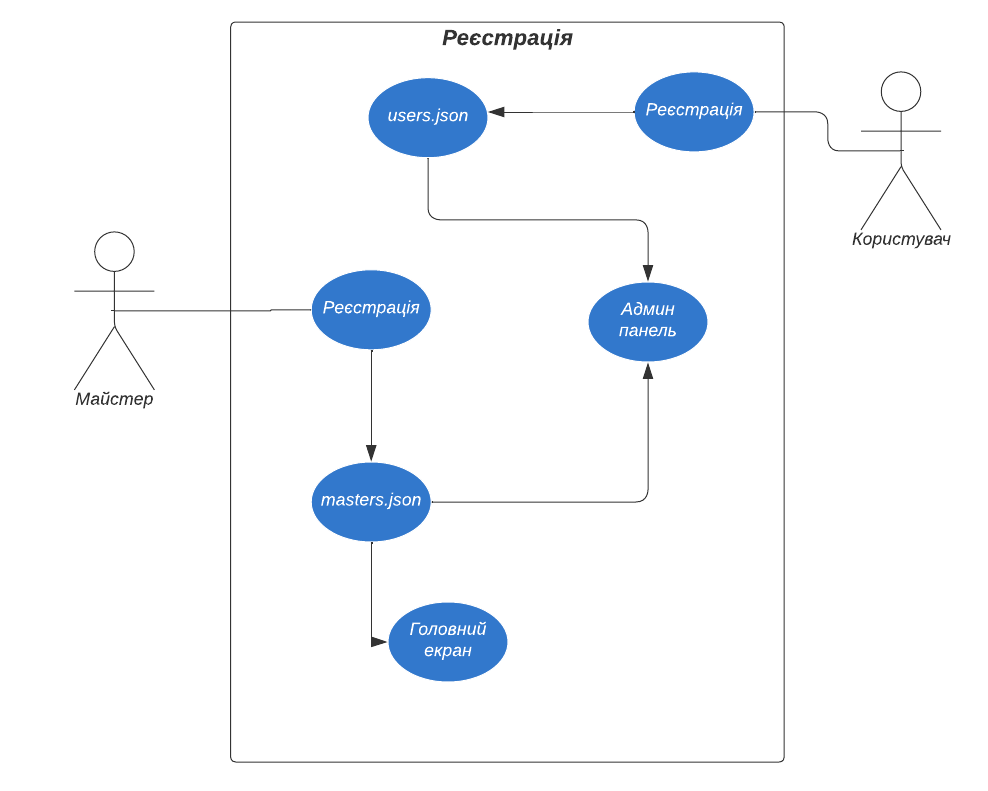 Реєстрація
users.json
Реєстрація
Користувач
Реєстрація
Админ
панель
Майстер
masters.json
Головний
екран